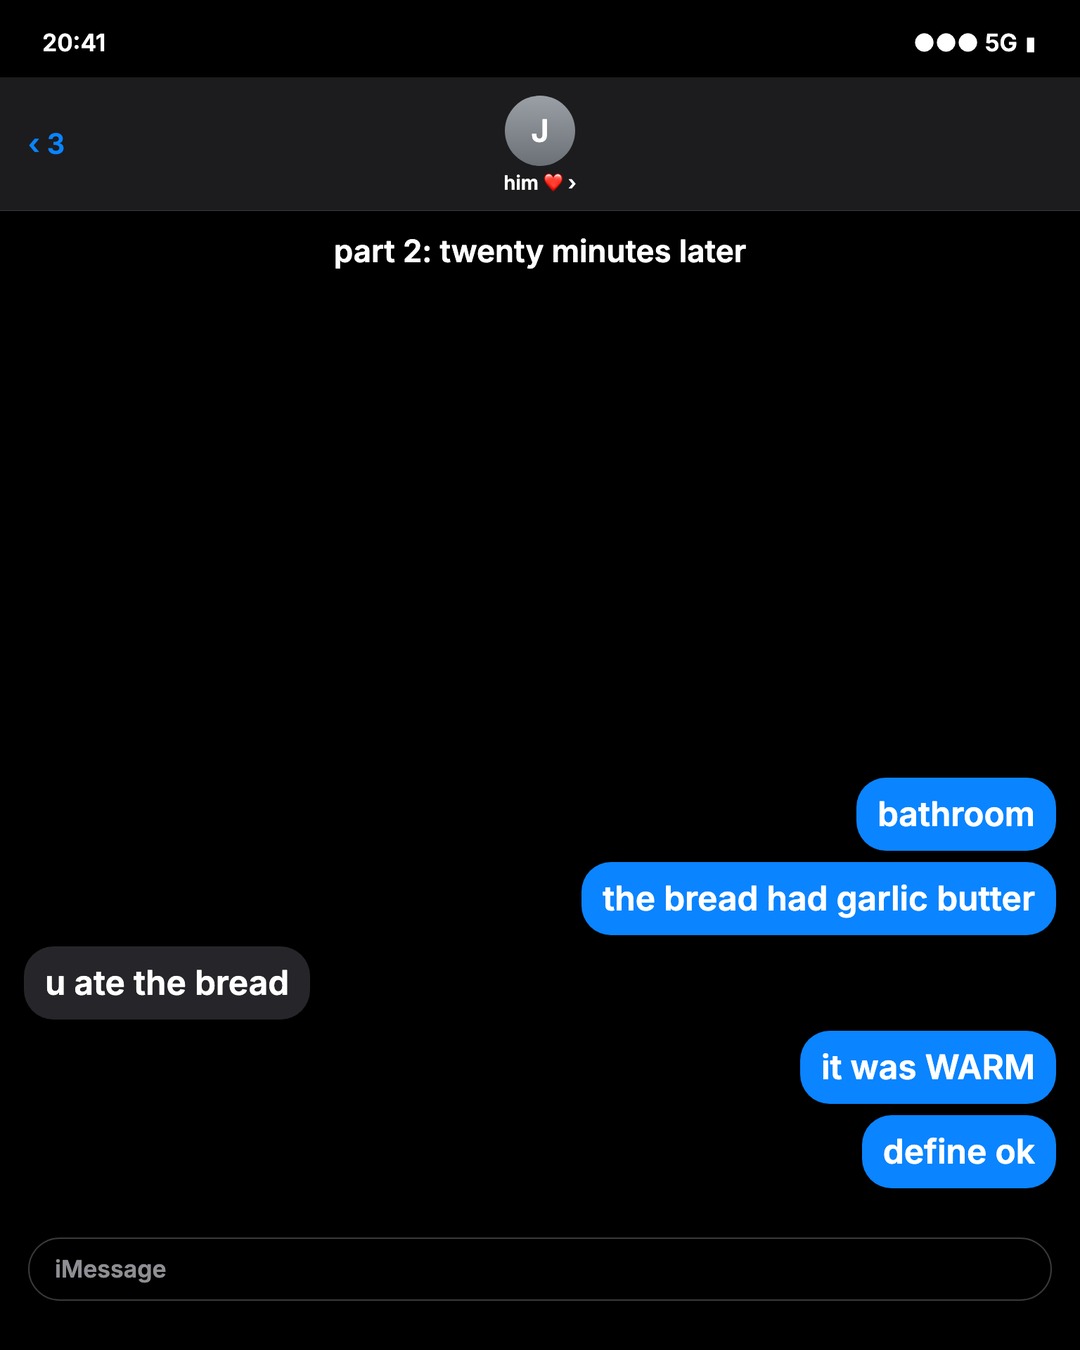 20:41
5G
‹ 3
J
him ❤️ ›
part 2: twenty minutes later
bathroom
the bread had garlic butter
u ate the bread
it was WARM
define ok
iMessage